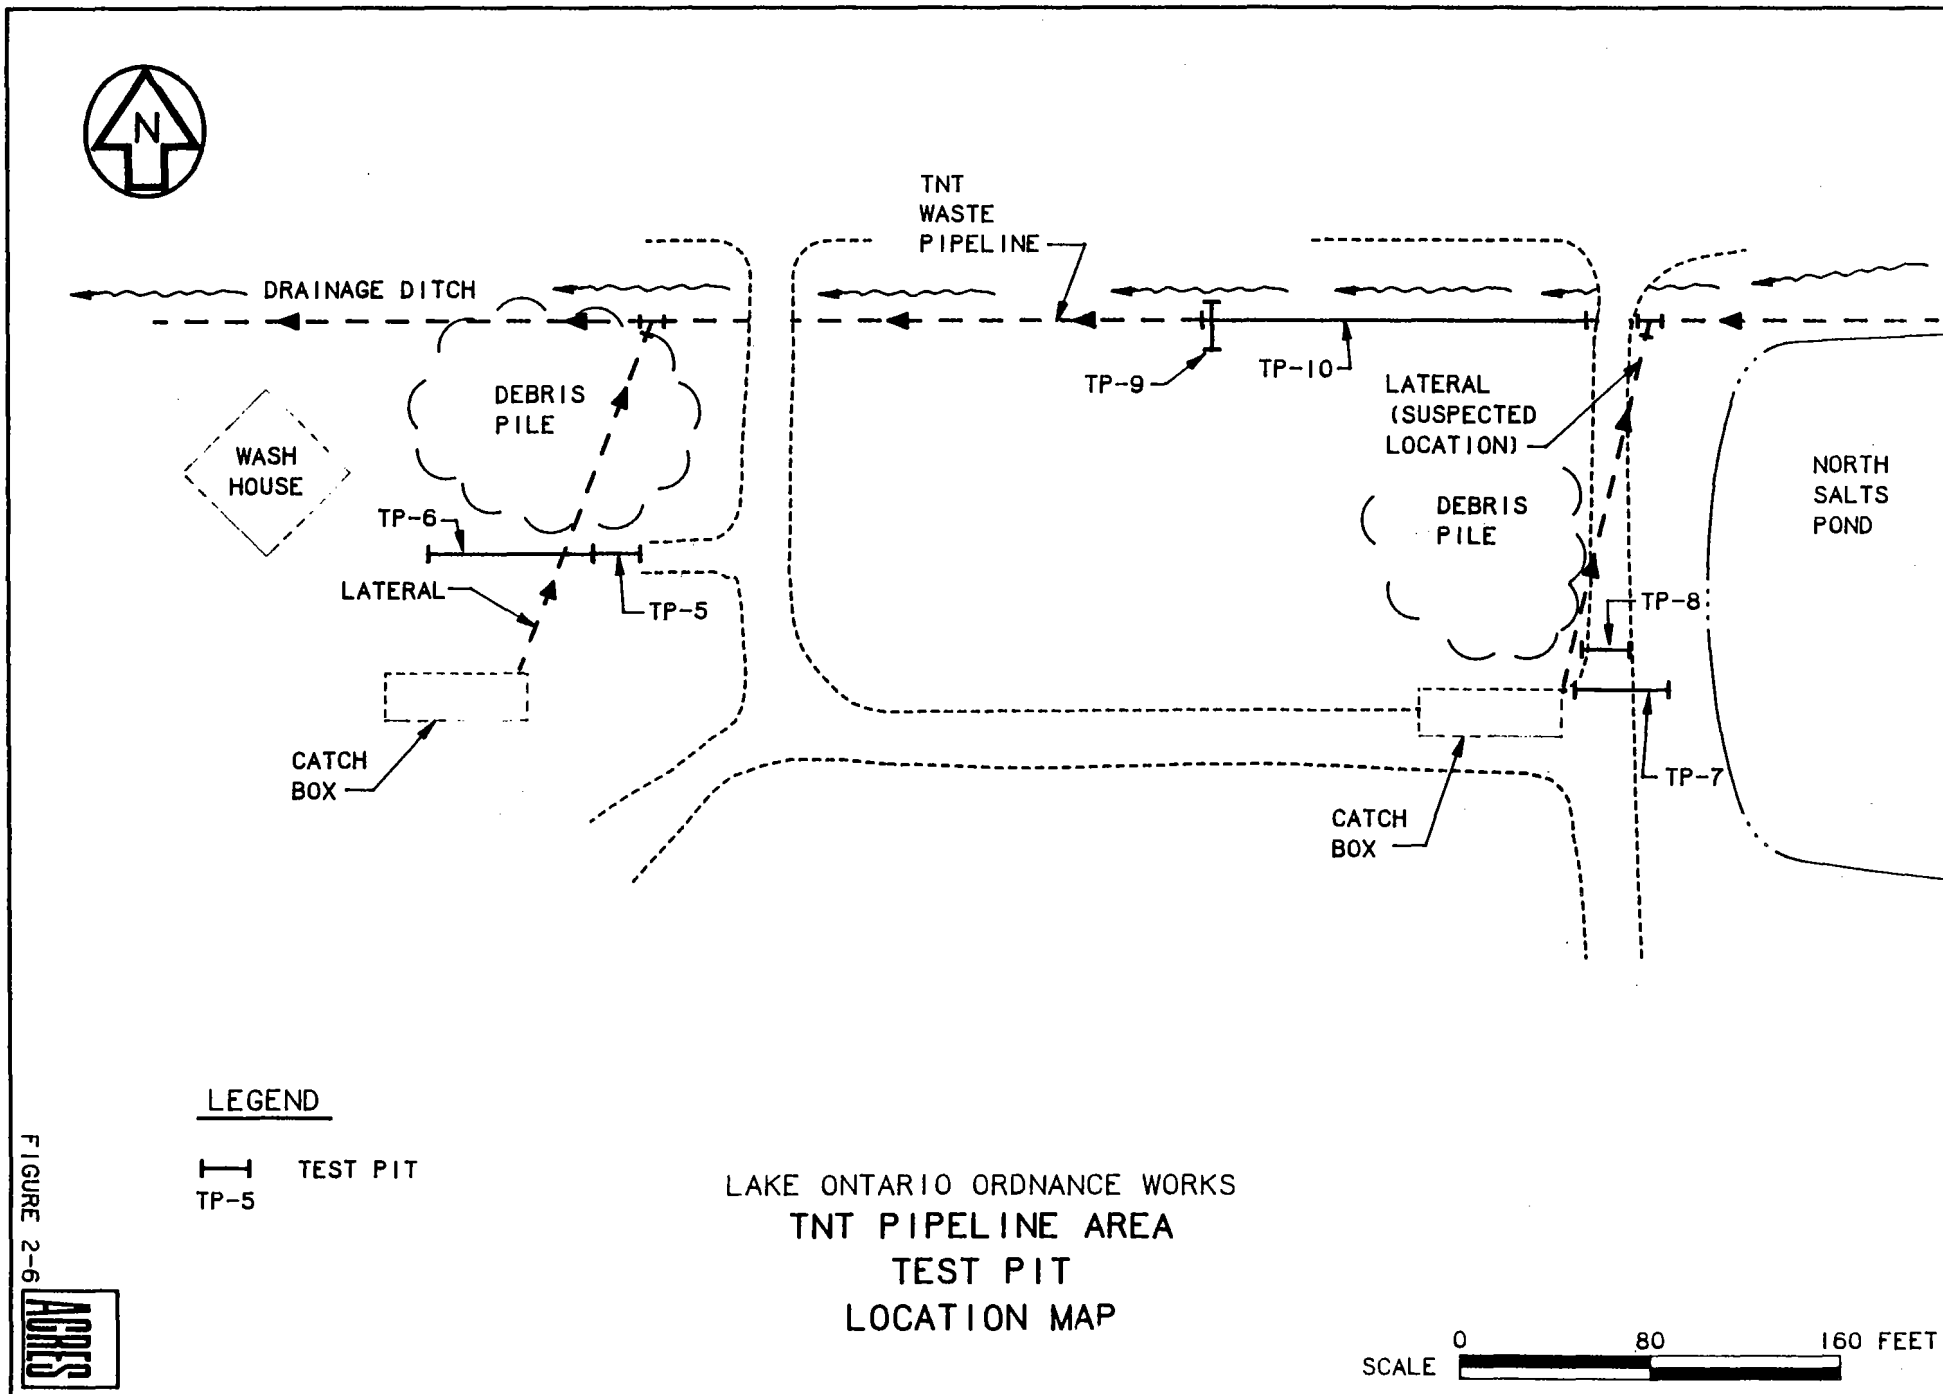 N
TNT
WASTE
PIPELINE
DRAINAGE DITCH
DEBRIS
PILE
WASH
HOUSE
TP-6
LATERAL
TP-5
CATCH
BOX
TP-9
TP-10
LATERAL
(SUSPECTED
LOCATION)
DEBRIS
PILE
NORTH
SALTS
POND
TP-8
TP-7
CATCH
BOX
LEGEND
TEST PIT
TP-5
LAKE ONTARIO ORDNANCE WORKS
TNT PIPELINE AREA
TEST PIT
LOCATION MAP
0 80 160 FEET
SCALE
FIGURE 2-6
ACRES